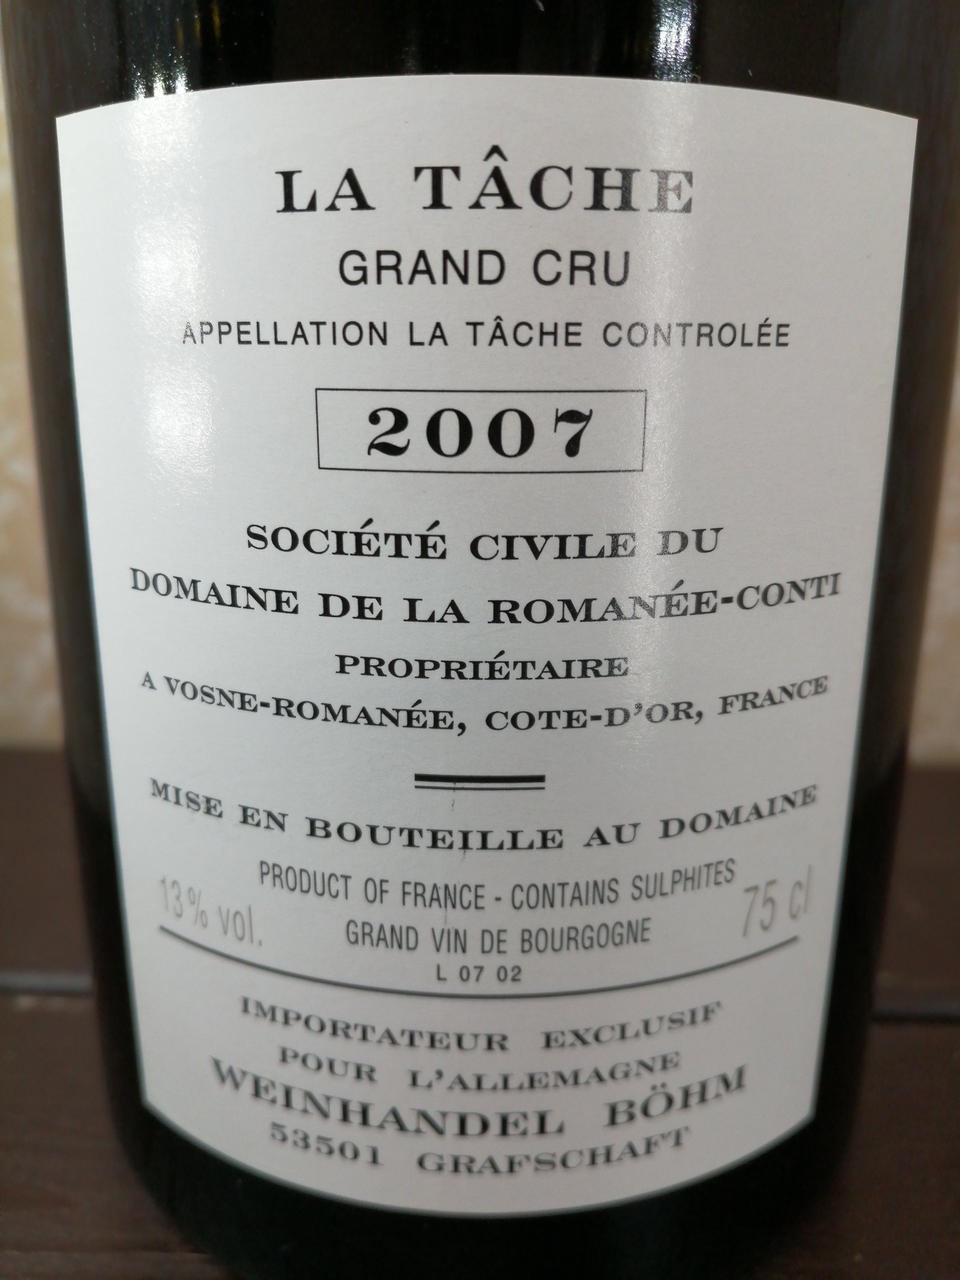 LA TÂCHE
GRAND CRU
APPELLATION LA TÂCHE CONTROLÉE
2007
SOCIÉTÉ CIVILE DU
DOMAINE DE LA ROMANÉE-CONTI
PROPRIÉTAIRE
A VOSNE-ROMANÉE, COTE-D'OR, FRANCE
MISE EN BOUTEILLE AU DOMAINE
PRODUCT OF FRANCE - CONTAINS SULPHITES
13% vol.
GRAND VIN DE BOURGOGNE
75 cl
L 07 02
IMPORTATEUR EXCLUSIF
POUR L'ALLEMAGNE
WEINHANDEL BÖHM
53501 GRAFSCHAFT